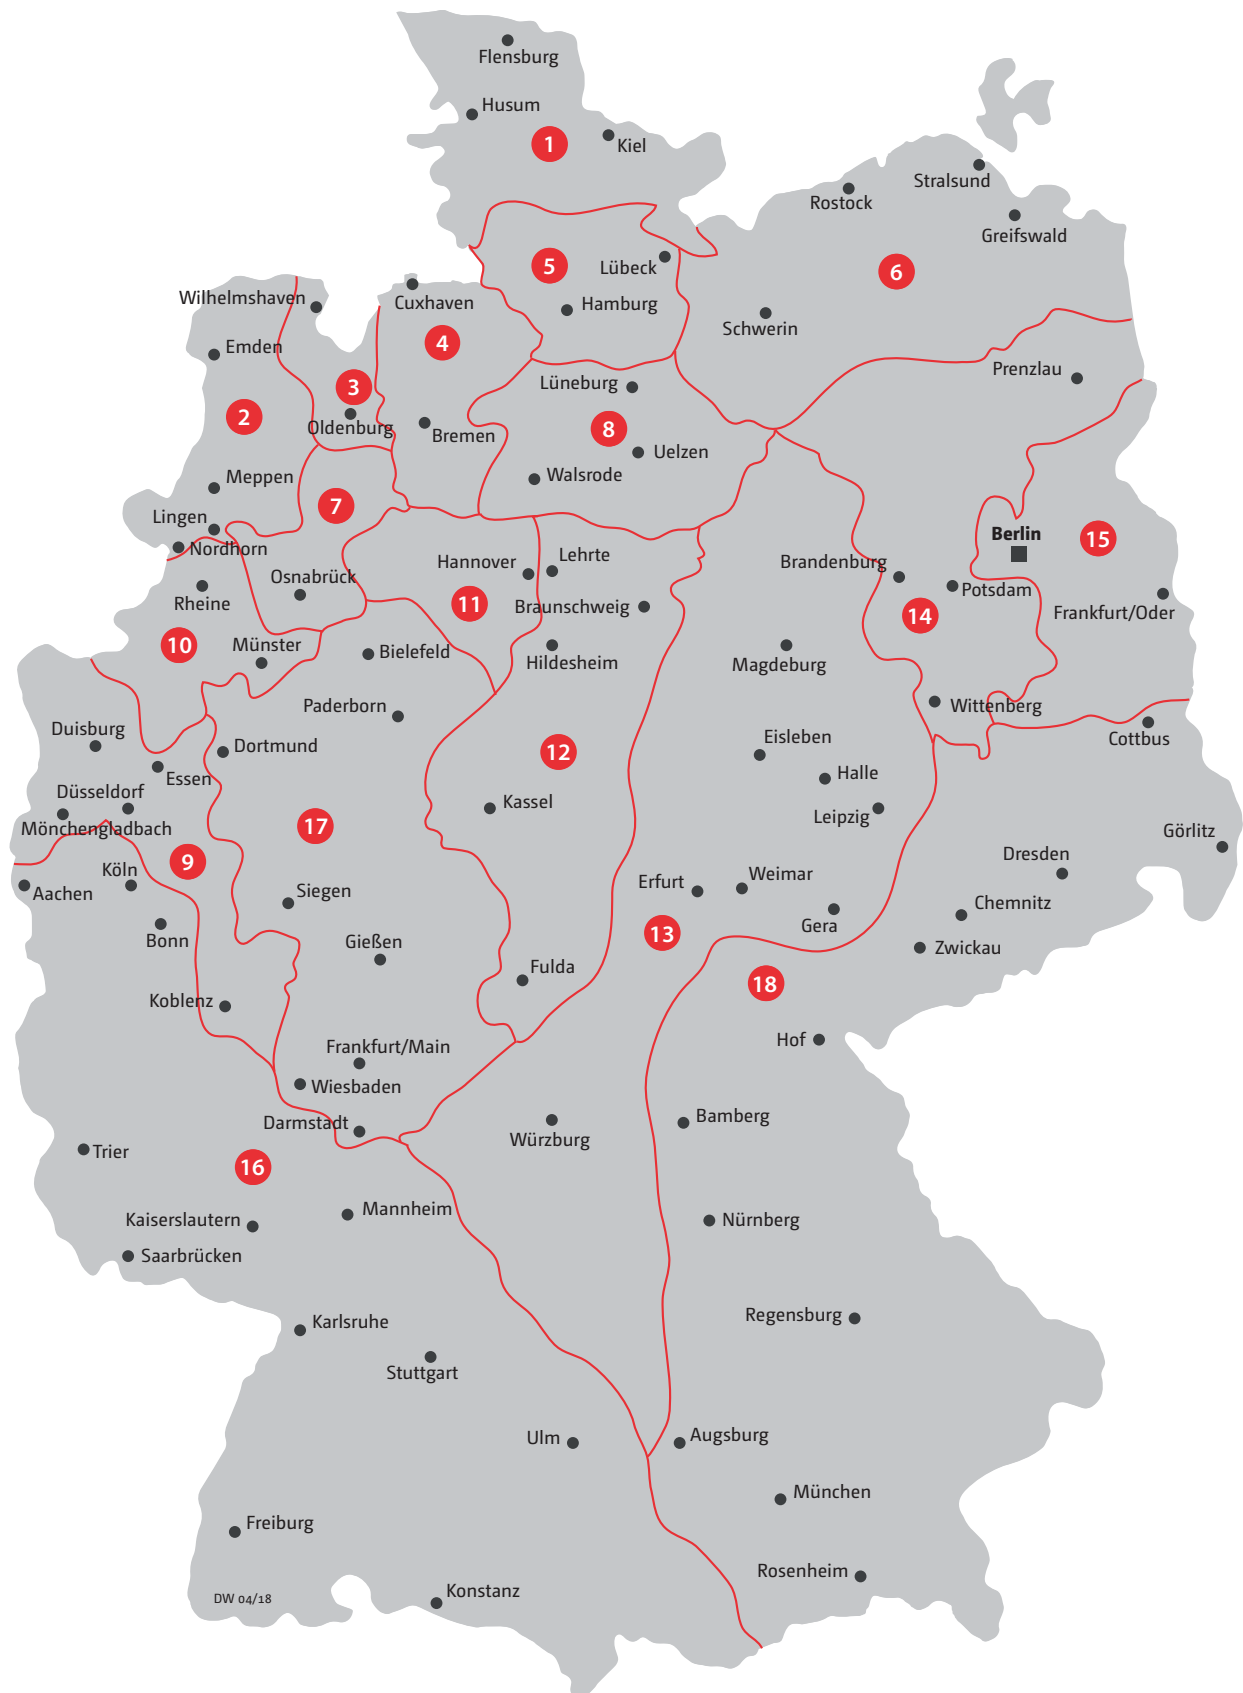 Flensburg
Husum
1
Kiel
Stralsund
Rostock
Greifswald
5
Lübeck
6
Wilhelmshaven
Cuxhaven
Hamburg
Schwerin
Emden
4
Prenzlau
3
Lüneburg
2
Oldenburg
Bremen
8
Uelzen
Meppen
Walsrode
7
Lingen
Berlin
15
Nordhorn
Hannover
Lehrte
Brandenburg
Osnabrück
Potsdam
Rheine
11
Braunschweig
14
Frankfurt/Oder
10
Münster
Bielefeld
Hildesheim
Magdeburg
Paderborn
Wittenberg
Duisburg
Dortmund
12
Eisleben
Cottbus
Essen
Halle
Düsseldorf
Kassel
Leipzig
Mönchengladbach
17
Görlitz
9
Dresden
Köln
Aachen
Siegen
Erfurt
Weimar
Chemnitz
Bonn
Gießen
13
Gera
Zwickau
Fulda
18
Koblenz
Frankfurt/Main
Hof
Wiesbaden
Darmstadt
Bamberg
Würzburg
Trier
16
Kaiserslautern
Mannheim
Nürnberg
Saarbrücken
Karlsruhe
Regensburg
Stuttgart
Ulm
Augsburg
München
Freiburg
Rosenheim
DW 04/18
Konstanz